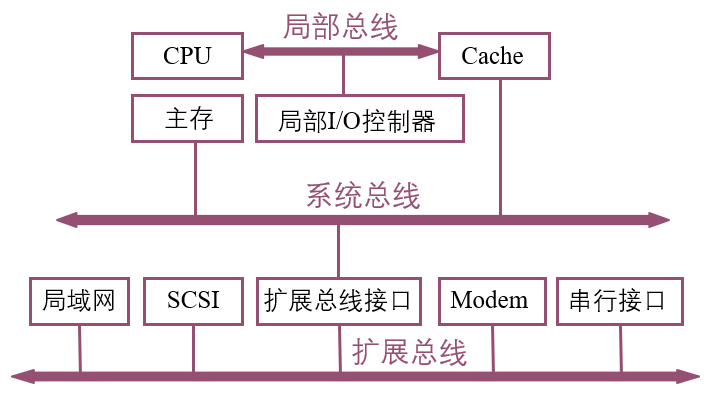 局部总线
CPU
Cache
主存
局部I/O控制器
系统总线
局域网
SCSI
扩展总线接口
Modem
串行接口
扩展总线